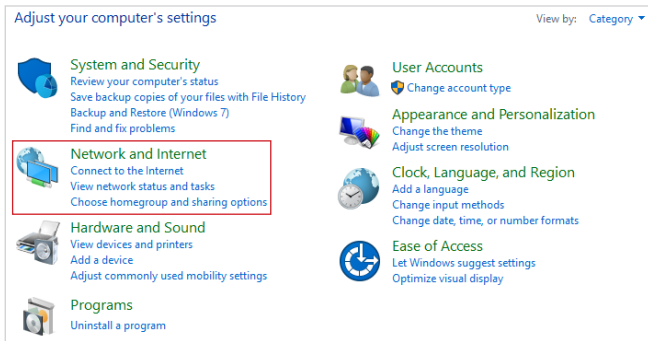 Adjust your computer's settings
View by: Category
System and Security
Review your computer's status
Save backup copies of your files with File History
Backup and Restore (Windows 7)
Find and fix problems
Network and Internet
Connect to the Internet
View network status and tasks
Choose homegroup and sharing options
Hardware and Sound
View devices and printers
Add a device
Adjust commonly used mobility settings
Programs
Uninstall a program
User Accounts
Change account type
Appearance and Personalization
Change the theme
Adjust screen resolution
Clock, Language, and Region
Add a language
Change input methods
Change date, time, or number formats
Ease of Access
Let Windows suggest settings
Optimize visual display